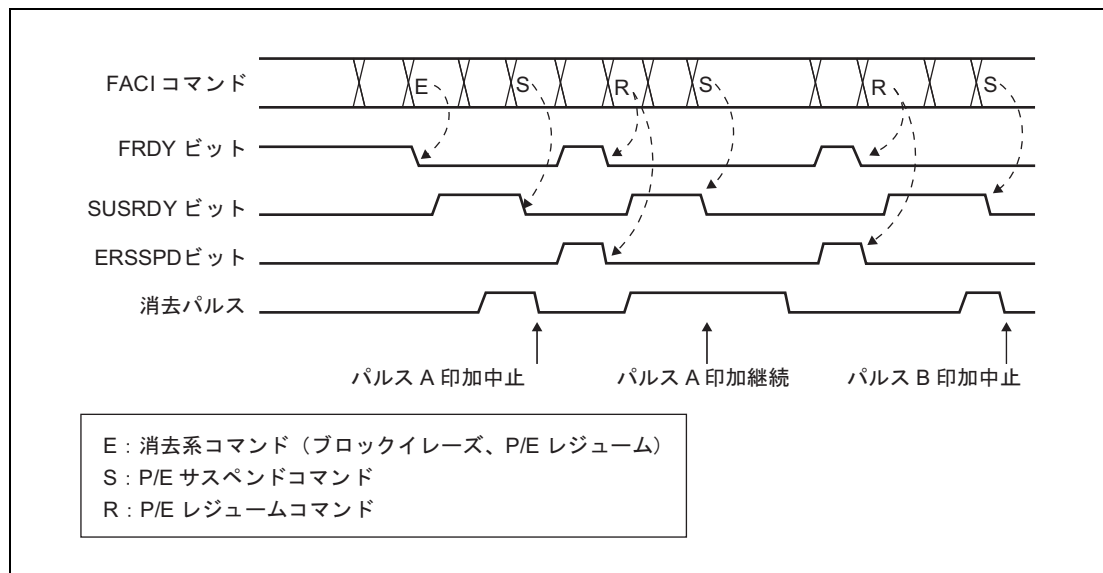 FACI コマンド
E S R S R S
FRDY ビット
SUSRDY ビット
ERSSPDビット
消去パルス
パルス A 印加中止 パルス A 印加継続 パルス B 印加中止
E：消去系コマンド（ブロックイレーズ、P/E レジューム）
S：P/E サスペンドコマンド
R：P/E レジュームコマンド